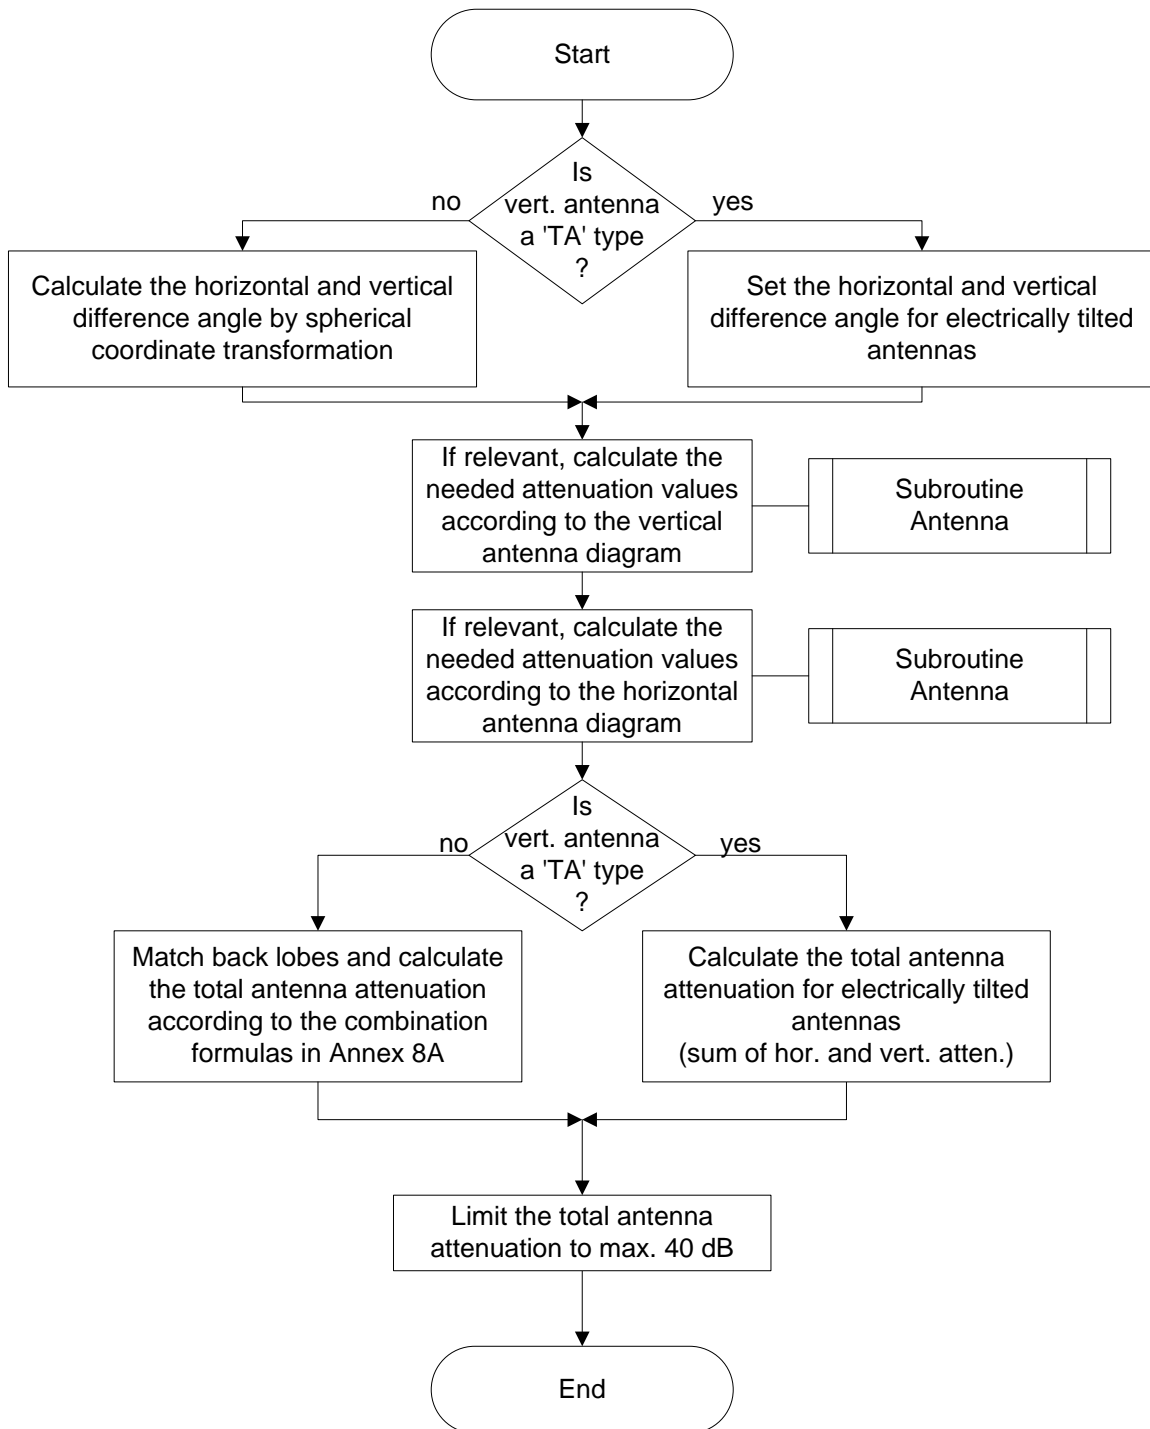 Start
Is
vert. antenna
a 'TA' type
?
no
yes
Calculate the horizontal and vertical
difference angle by spherical
coordinate transformation
Set the horizontal and vertical
difference angle for electrically tilted
antennas
If relevant, calculate the
needed attenuation values
according to the vertical
antenna diagram
Subroutine
Antenna
If relevant, calculate the
needed attenuation values
according to the horizontal
antenna diagram
Subroutine
Antenna
Is
vert. antenna
a 'TA' type
?
no
yes
Match back lobes and calculate
the total antenna attenuation
according to the combination
formulas in Annex 8A
Calculate the total antenna
attenuation for electrically tilted
antennas
(sum of hor. and vert. atten.)
Limit the total antenna
attenuation to max. 40 dB
End